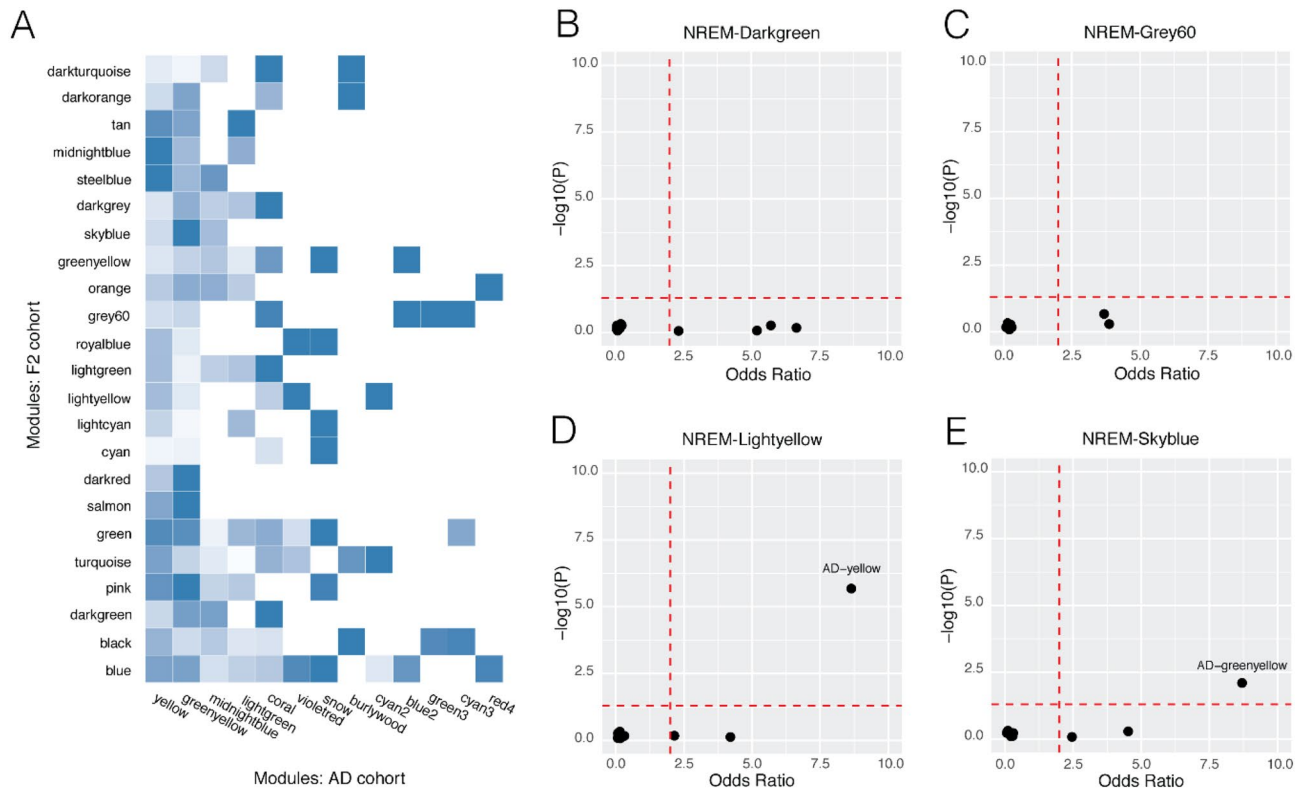 A
Modules: F2 cohort
darkturquoise
darkorange
tan
midnightblue
steelblue
darkgrey
skyblue
greenyellow
orange
grey60
royalblue
lightgreen
lightyellow
lightcyan
cyan
darkred
salmon
green
turquoise
pink
darkgreen
black
blue
yellow
greenyellow
midnightblue
lightgreen
coral
violetred
snow
burlywood
cyan2
blue2
green3
cyan3
red4
Modules: AD cohort
B
NREM-Darkgreen
−log10(P)
10.0
7.5
5.0
2.5
0.0
0.0 2.5 5.0 7.5 10.0
Odds Ratio
C
NREM-Grey60
−log10(P)
10.0
7.5
5.0
2.5
0.0
0.0 2.5 5.0 7.5 10.0
Odds Ratio
D
NREM-Lightyellow
−log10(P)
10.0
7.5
5.0
2.5
0.0
AD−yellow
0.0 2.5 5.0 7.5 10.0
Odds Ratio
E
NREM-Skyblue
−log10(P)
10.0
7.5
5.0
2.5
0.0
AD−greenyellow
0.0 2.5 5.0 7.5 10.0
Odds Ratio